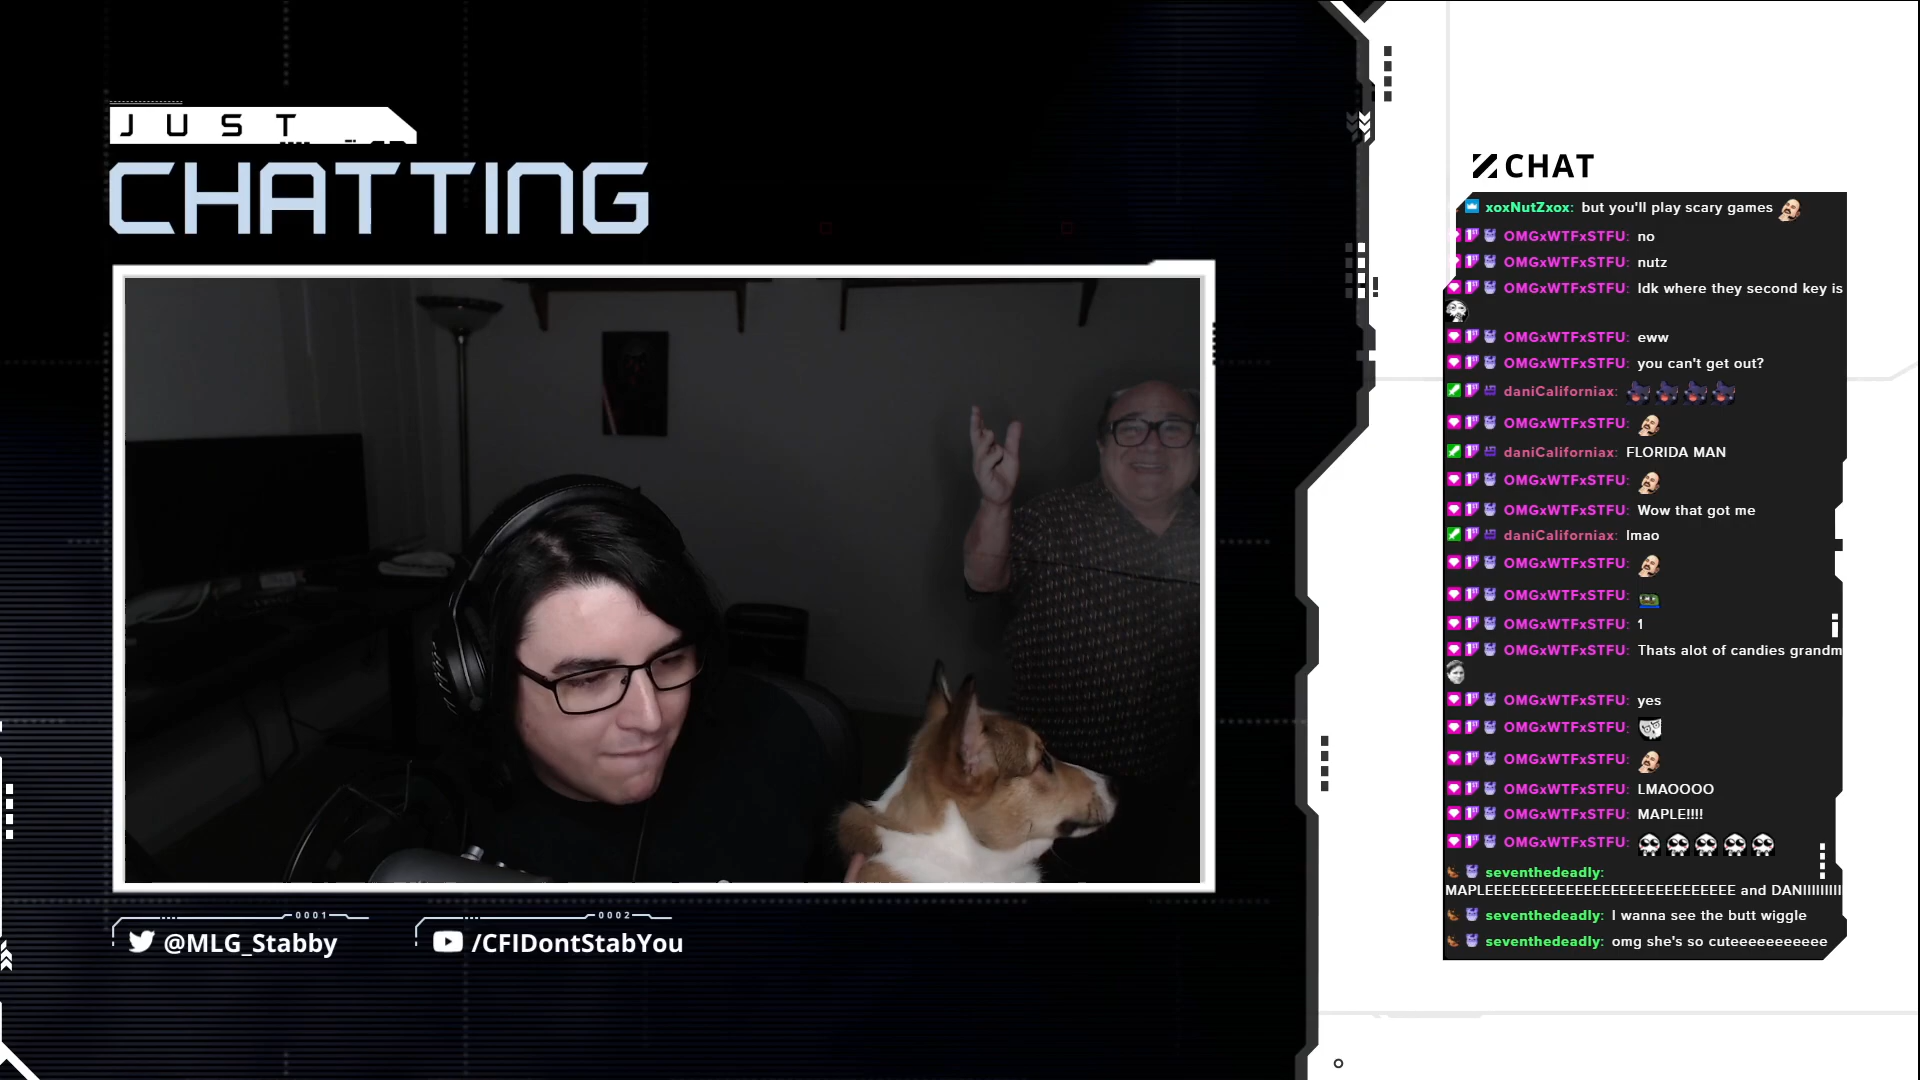 JUST
CHATTING
CHAT
xoxNutZxox: but you'll play scary games
OMGxWTFxSTFU: no
OMGxWTFxSTFU: nutz
OMGxWTFxSTFU: Idk where they second key is
OMGxWTFxSTFU: eww
OMGxWTFxSTFU: you can't get out?
daniCaliforniax:
OMGxWTFxSTFU:
daniCaliforniax: FLORIDA MAN
OMGxWTFxSTFU:
OMGxWTFxSTFU: Wow that got me
daniCaliforniax: lmao
OMGxWTFxSTFU:
OMGxWTFxSTFU:
OMGxWTFxSTFU: 1
OMGxWTFxSTFU: Thats alot of candies grandm
OMGxWTFxSTFU: yes
OMGxWTFxSTFU:
OMGxWTFxSTFU:
OMGxWTFxSTFU: LMAOOOO
OMGxWTFxSTFU: MAPLE!!!!
OMGxWTFxSTFU:
seventhedeadly:
MAPLEEEEEEEEEEEEEEEEEEEEEEEEEEEE and DANIIIIIIIII
seventhedeadly: I wanna see the butt wiggle
seventhedeadly: omg she's so cuteeeeeeeeeee
0001
0002
@MLG_Stabby
/CFIDontStabYou